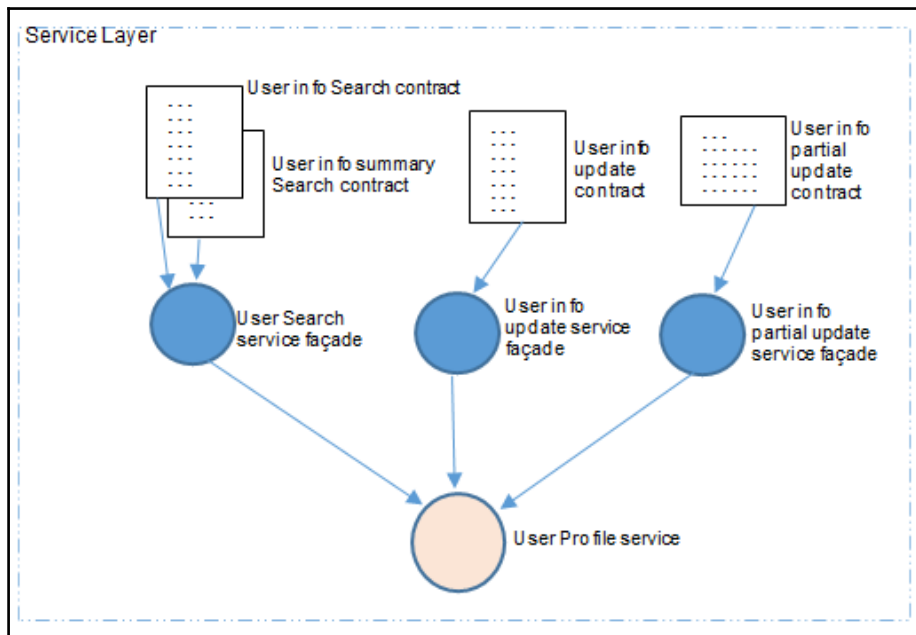 Service Layer
User info Search contract
User info summary
Search contract
User info
update
contract
User info
partial
update
contract
User Search
service façade
User info
update service
façade
User info
partial update
service façade
User Profile service